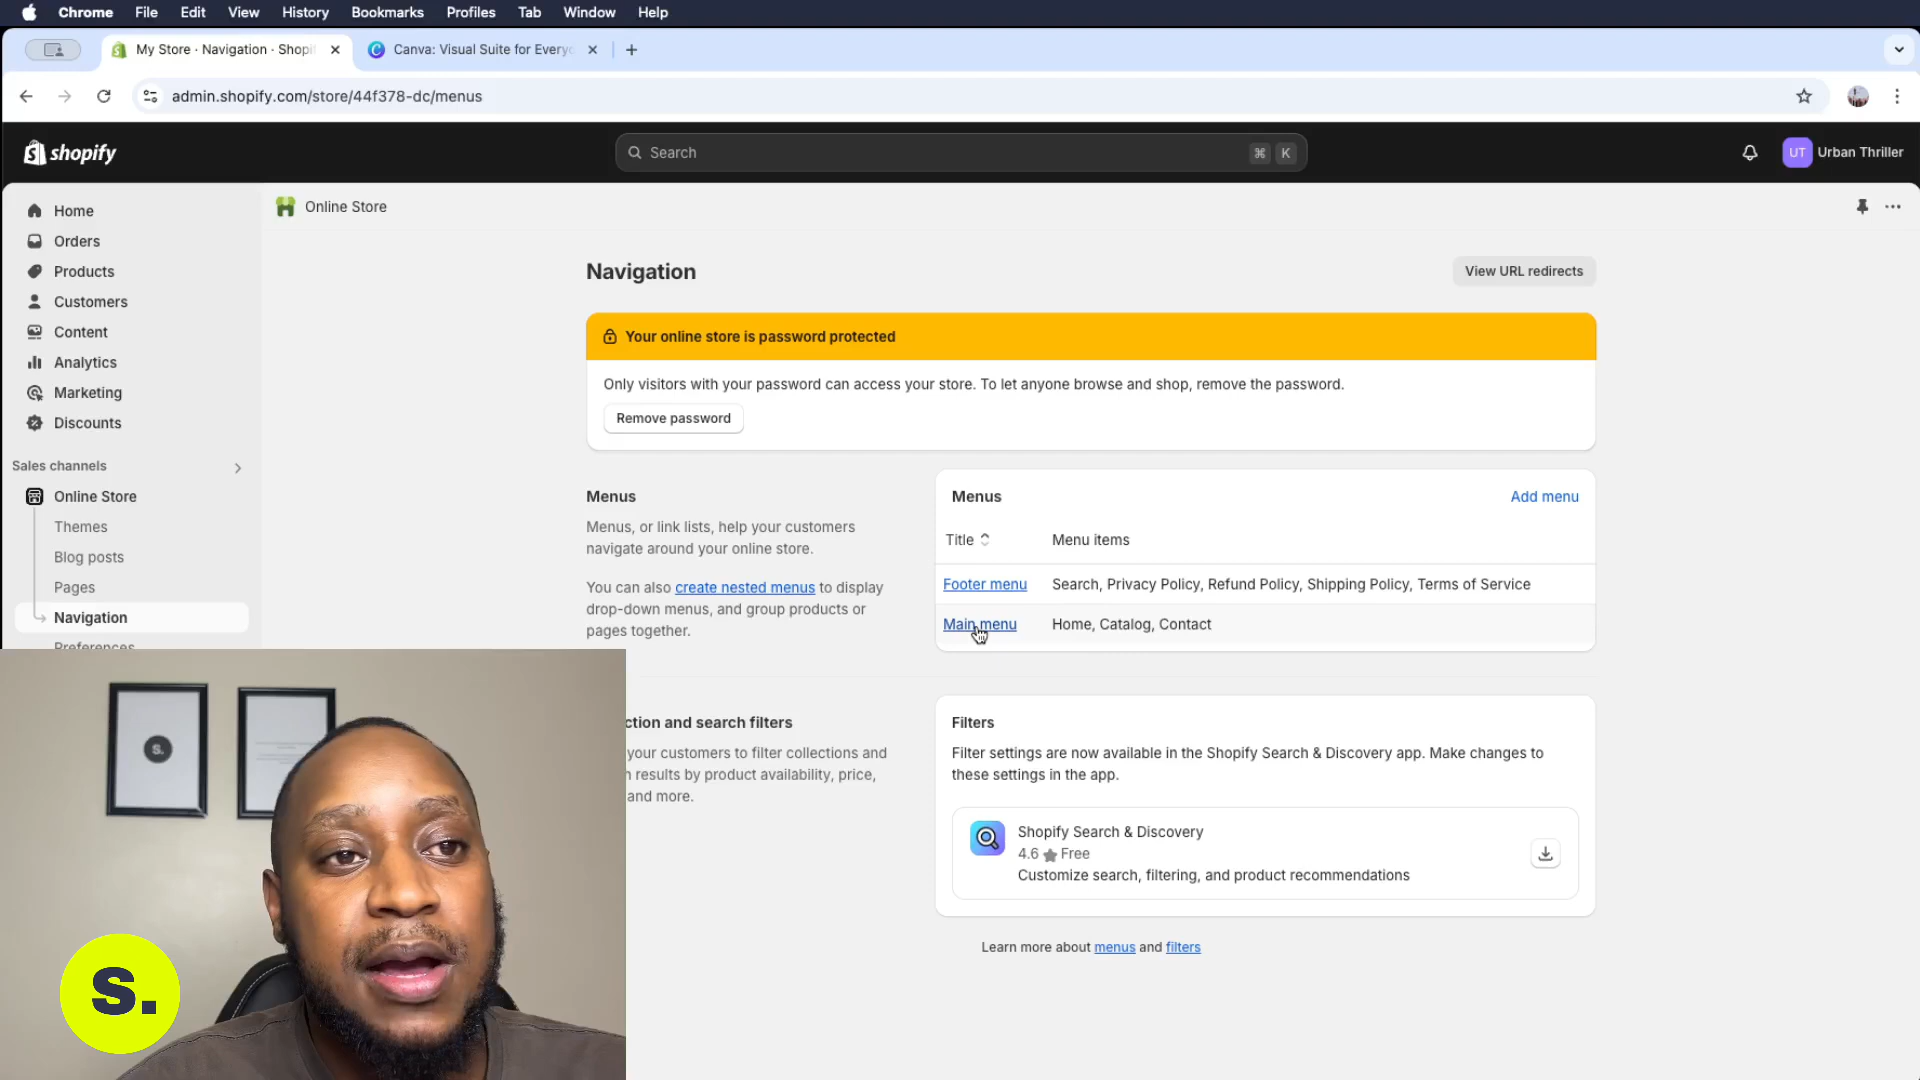 Chrome File Edit View History Bookmarks Profiles Tab Window Help
My Store · Navigation · Shopi
Canva: Visual Suite for Everyo
admin.shopify.com/store/44f378-dc/menus
shopify
Search
⌘ K
UT Urban Thriller
Home
Orders
Products
Customers
Content
Analytics
Marketing
Discounts
Sales channels
Online Store
Themes
Blog posts
Pages
Navigation
Preferences
Online Store
Navigation
View URL redirects
Your online store is password protected
Only visitors with your password can access your store. To let anyone browse and shop, remove the password.
Remove password
Menus
Menus, or link lists, help your customers
navigate around your online store.
You can also create nested menus to display
drop-down menus, and group products or
pages together.
Menus
Add menu
Title Menu items
Footer menu Search, Privacy Policy, Refund Policy, Shipping Policy, Terms of Service
Main menu Home, Catalog, Contact
ction and search filters
your customers to filter collections and
results by product availability, price,
and more.
Filters
Filter settings are now available in the Shopify Search & Discovery app. Make changes to
these settings in the app.
Shopify Search & Discovery
4.6 ★ Free
Customize search, filtering, and product recommendations
Learn more about menus and filters
s.
s.